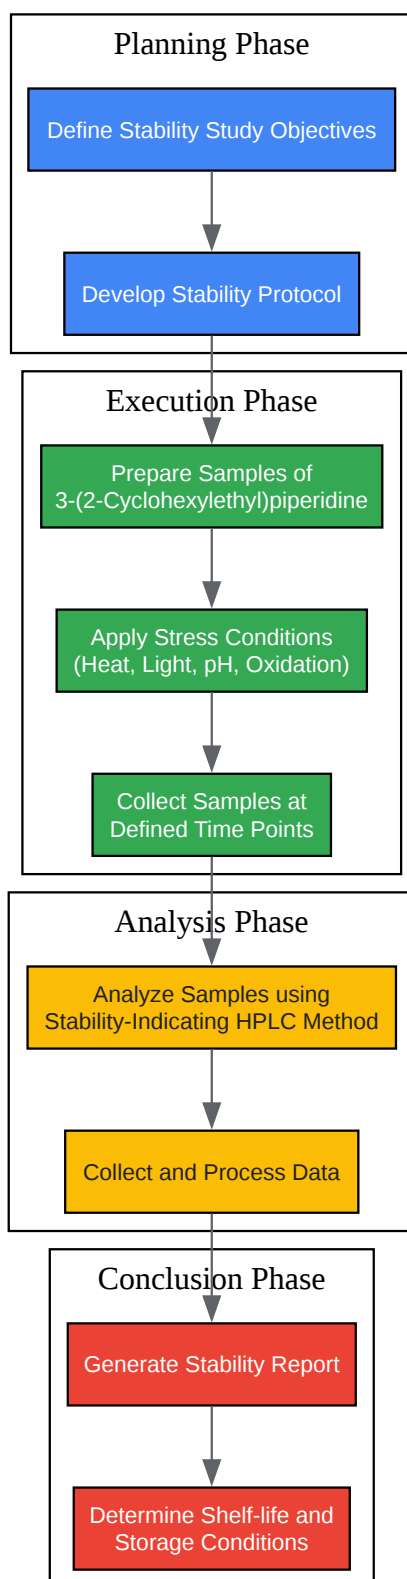 Planning Phase
Define Stability Study Objectives
Develop Stability Protocol
Execution Phase
Prepare Samples of
3-(2-Cyclohexylethyl)piperidine
Apply Stress Conditions
(Heat, Light, pH, Oxidation)
Collect Samples at
Defined Time Points
Analysis Phase
Analyze Samples using
Stability-Indicating HPLC Method
Collect and Process Data
Conclusion Phase
Generate Stability Report
Determine Shelf-life and
Storage Conditions